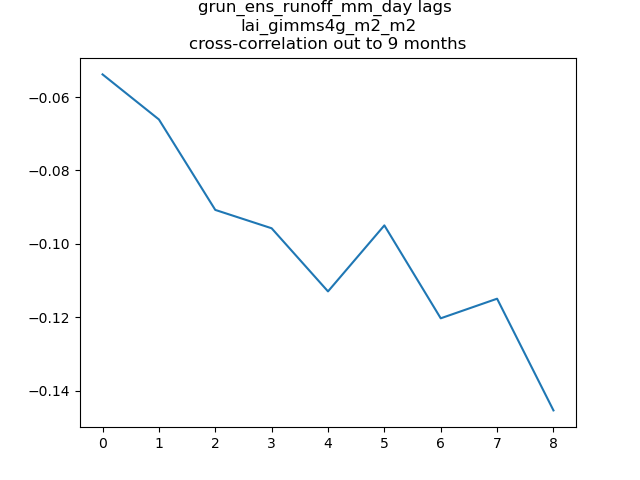 grun_ens_runoff_mm_day lags
lai_gimms4g_m2_m2
cross-correlation out to 9 months
−0.06
−0.08
−0.10
−0.12
−0.14
0 1 2 3 4 5 6 7 8